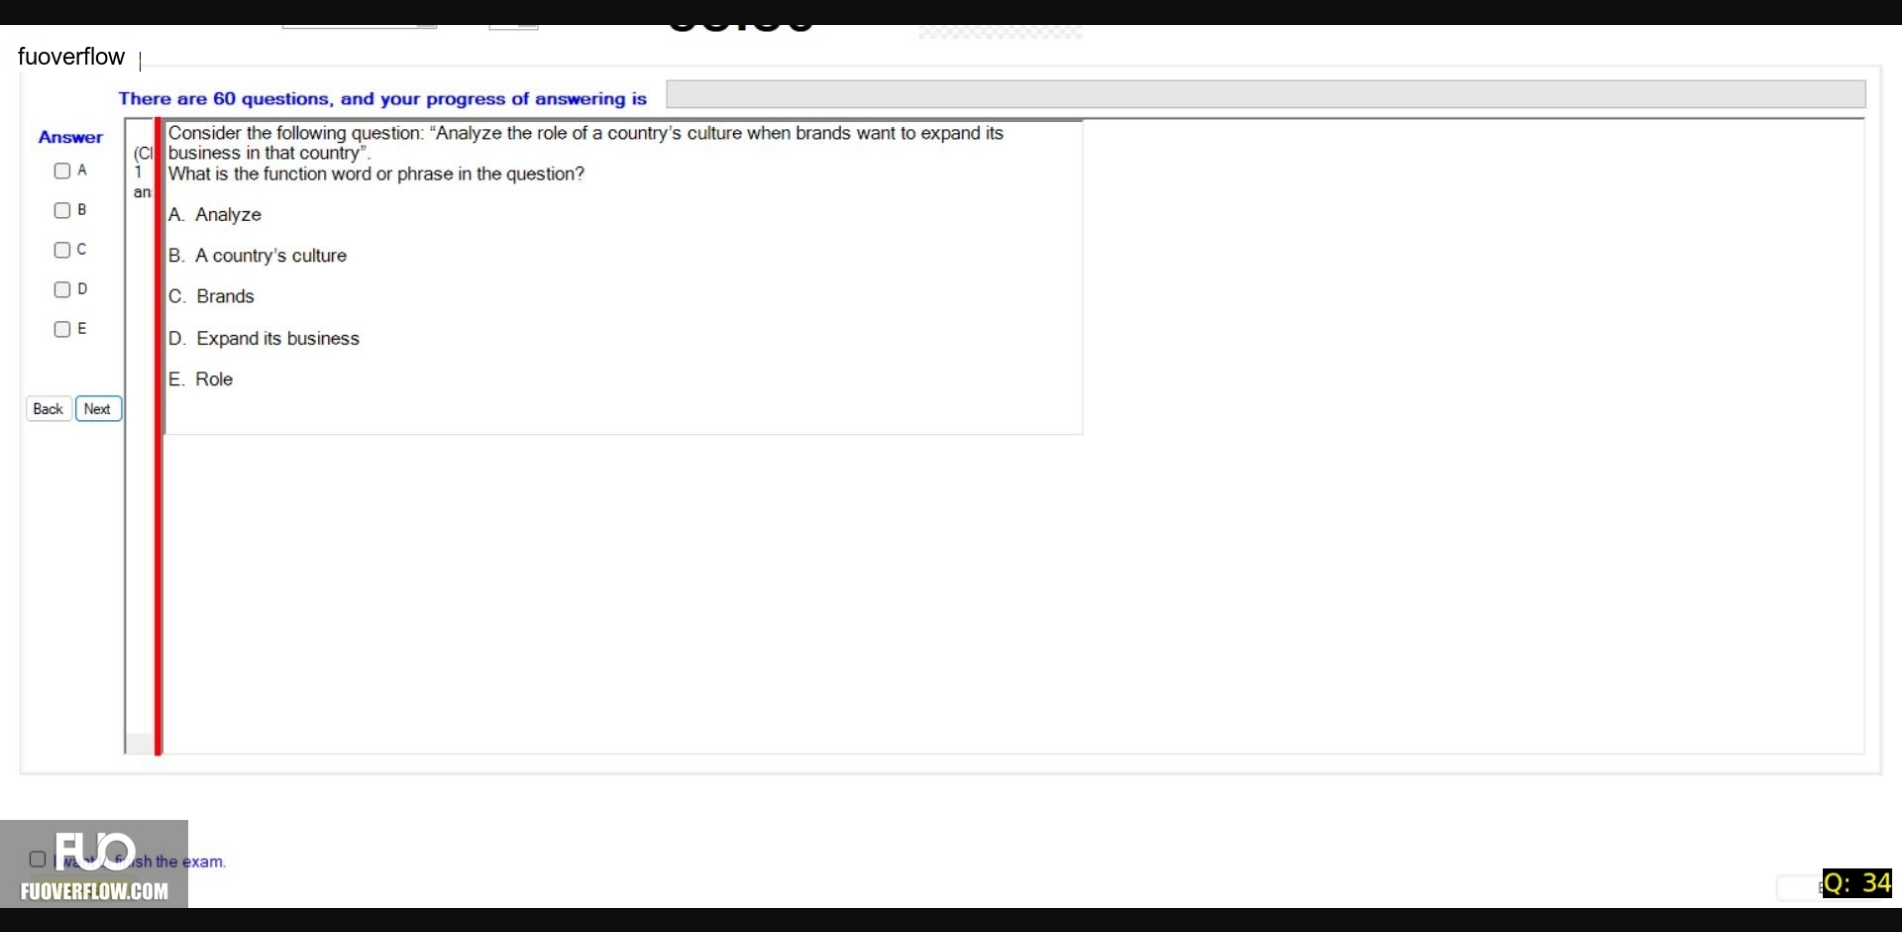 fuoverflow
There are 60 questions, and your progress of answering is
Answer
A
B
C
D
E
Back Next
(Cl
1
an
Consider the following question: “Analyze the role of a country’s culture when brands want to expand its
business in that country”.
What is the function word or phrase in the question?
A. Analyze
B. A country’s culture
C. Brands
D. Expand its business
E. Role
FUO
the exam.
FUOVERFLOW.COM
Q: 34